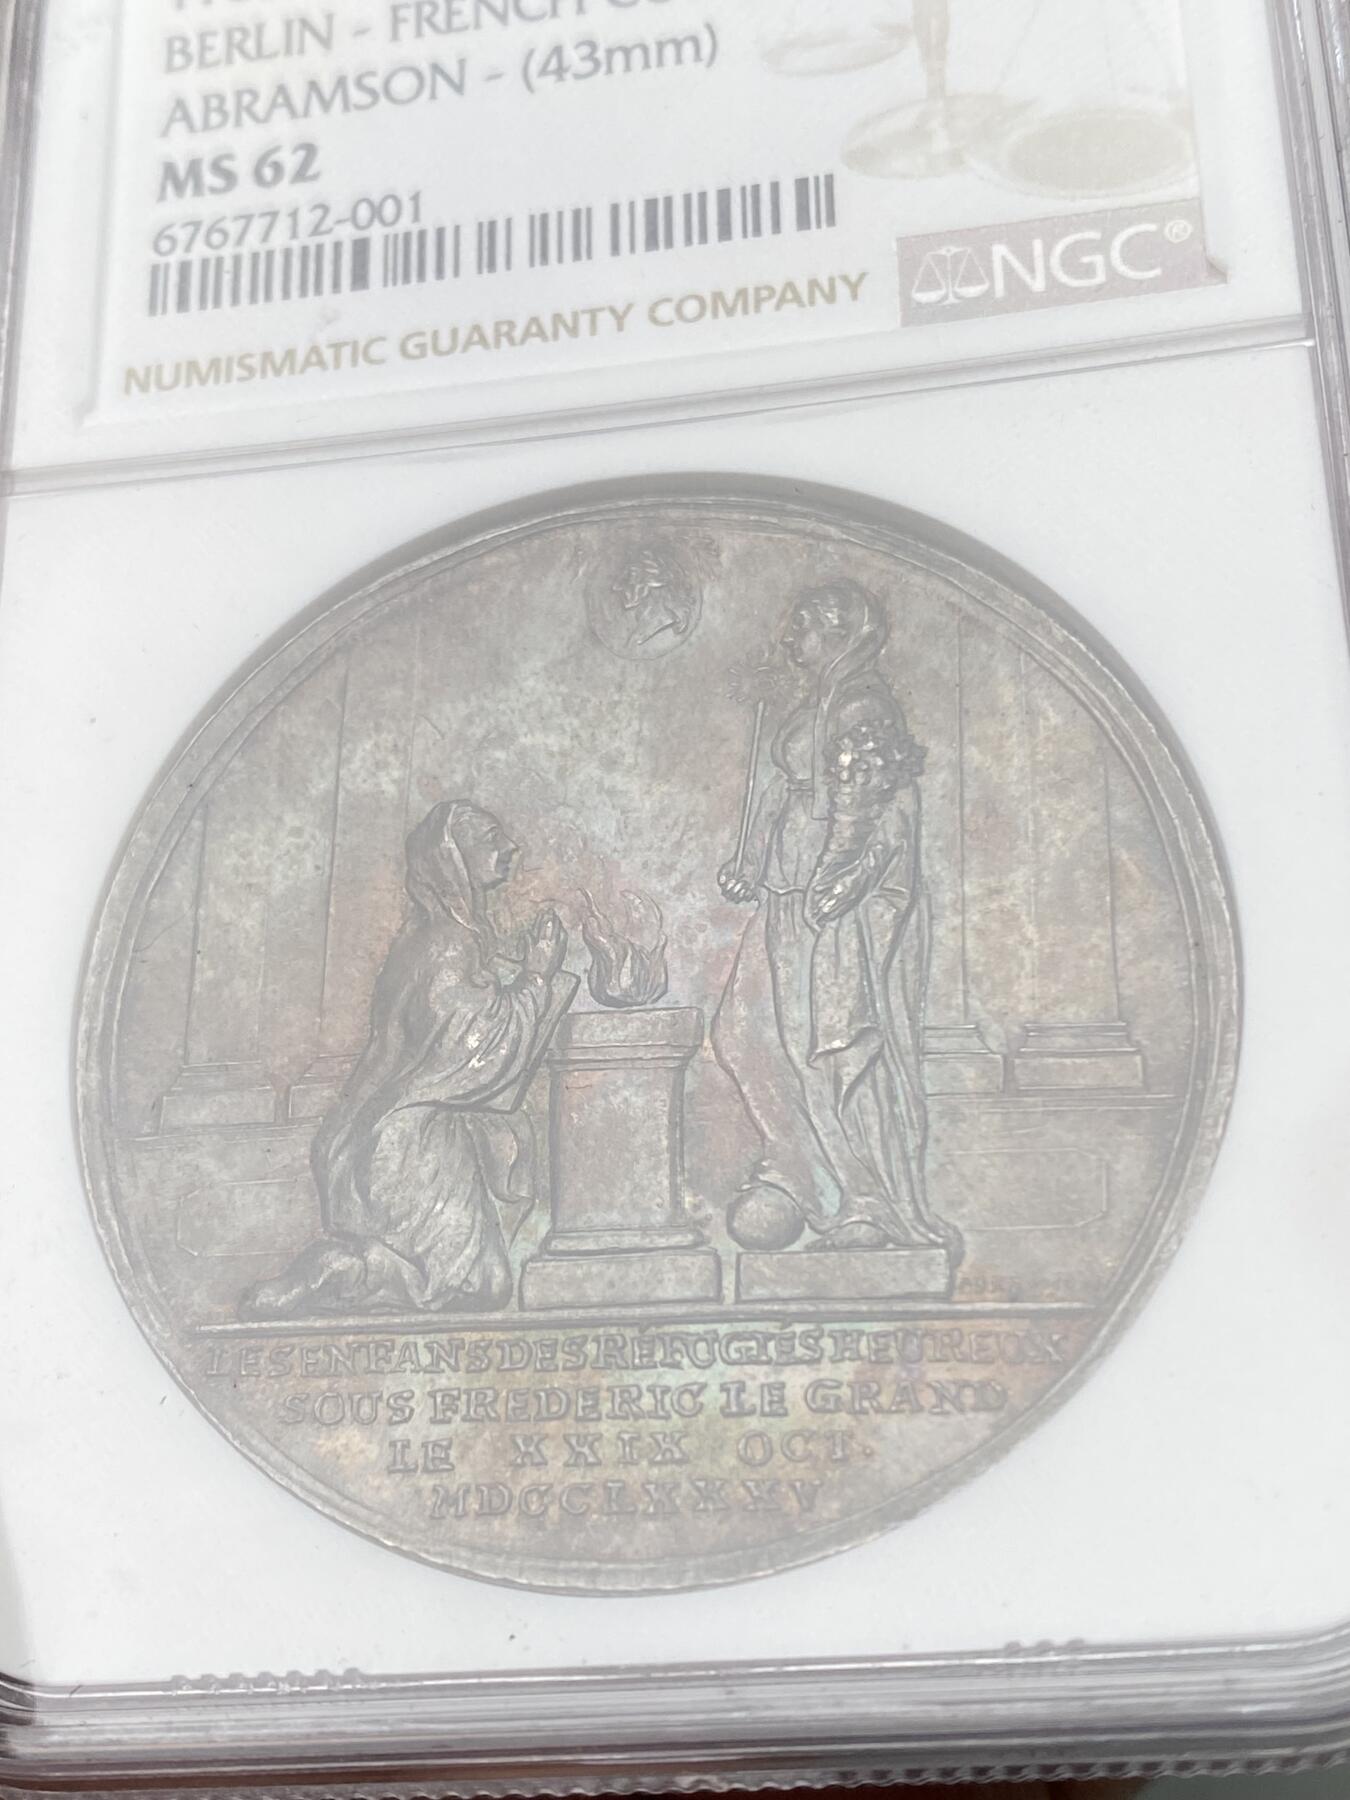 BERLIN - FRENCH
ABRAMSON - (43mm)
MS 62
6767712-001
NGC®
NUMISMATIC GUARANTY COMPANY
LES ENFANS DES RÉFUGIÉS HEUREUX
SOUS FREDERIC LE GRAND
LE XXIX OCT.
MDCCLXXXV